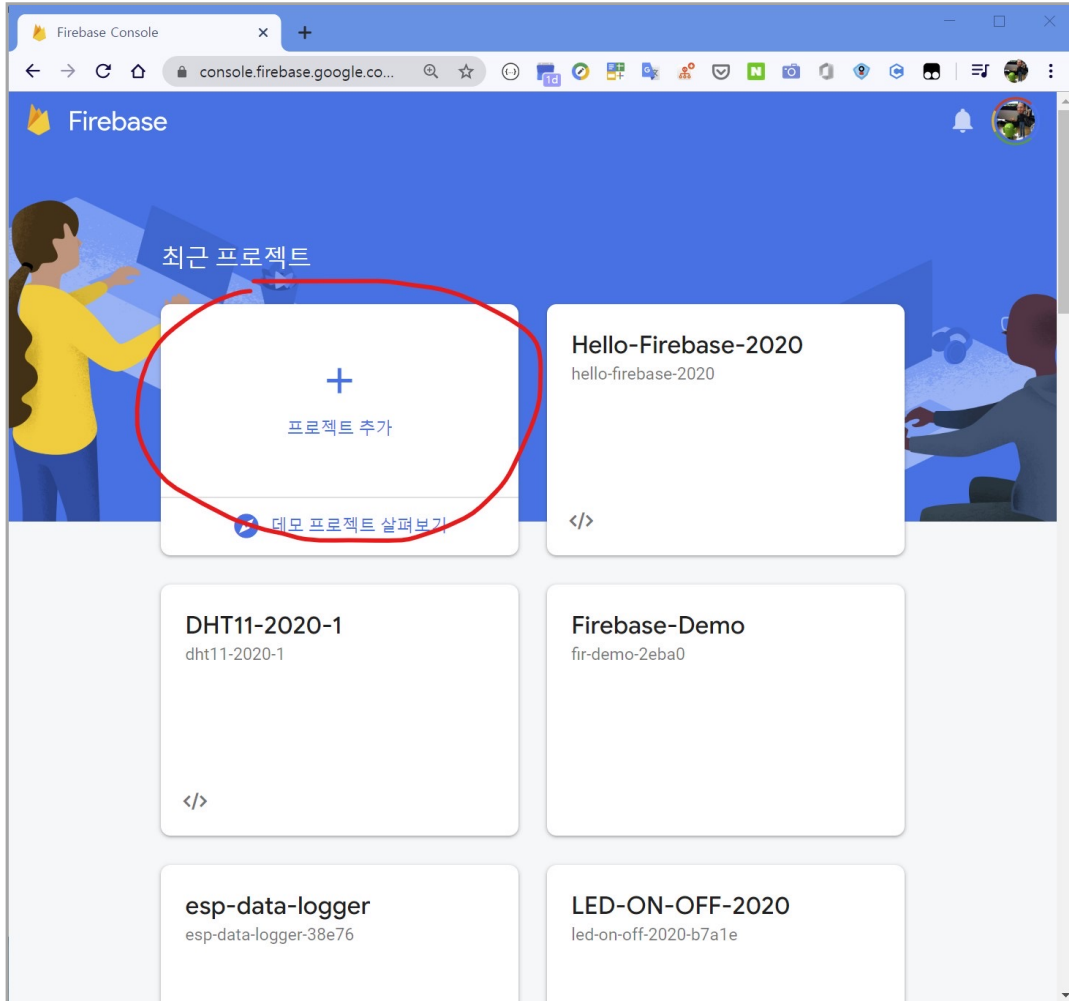 Firebase Console
console.firebase.google.co...
1d
Firebase
최근 프로젝트
프로젝트 추가
데모 프로젝트 살펴보기
Hello-Firebase-2020
hello-firebase-2020
</>
DHT11-2020-1
dht11-2020-1
</>
Firebase-Demo
fir-demo-2eba0
esp-data-logger
esp-data-logger-38e76
LED-ON-OFF-2020
led-on-off-2020-b7a1e